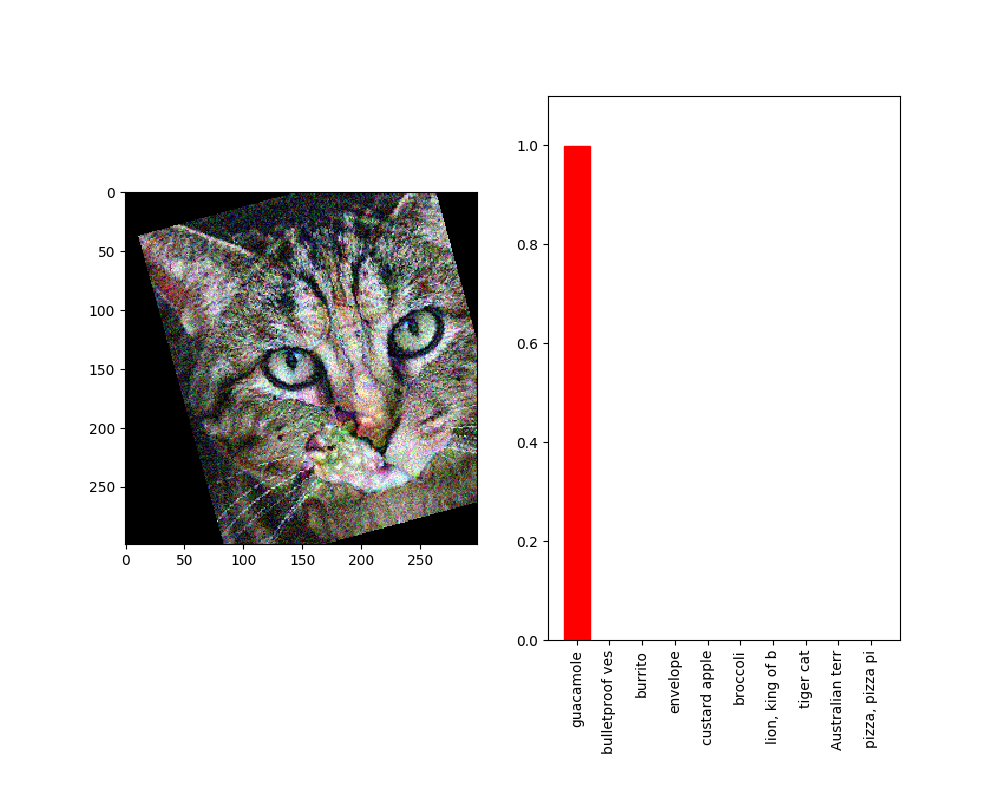 0
50
100
150
200
250
0 50 100 150 200 250
1.0
0.8
0.6
0.4
0.2
0.0
guacamole
bulletproof ves
burrito
envelope
custard apple
broccoli
lion, king of b
tiger cat
Australian terr
pizza, pizza pi